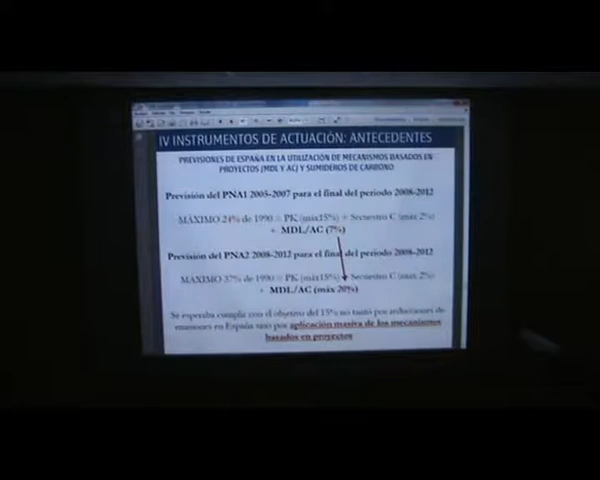 IV INSTRUMENTOS DE ACTUACIÓN: ANTECEDENTES
PREVISIONES DE ESPAÑA EN LA UTILIZACIÓN DE MECANISMOS BASADOS EN
PROYECTOS (MDL Y AC) Y SUMIDEROS DE CARBONO
Previsión del PNA1 2005-2007 para el final del periodo 2008-2012
MÁXIMO 24% de 1990 = PK (máx15%) + Secuestro C (máx 2%)
+ MDL/AC (7%)
Previsión del PNA2 2008-2012 para el final del periodo 2008-2012
MÁXIMO 37% de 1990 = PK (máx15%) + Secuestro C (máx 2%)
+ MDL/AC (máx 20%)
Se esperaba cumplir con el objetivo del 15% no tanto por reducciones de
emisiones en España sino por aplicación masiva de los mecanismos
basados en proyectos